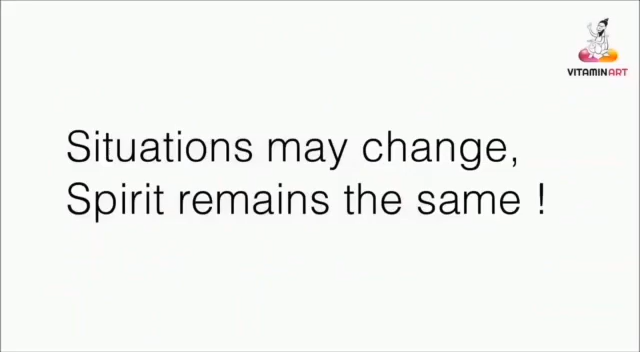 VITAMINART
Situations may change,
Spirit remains the same !